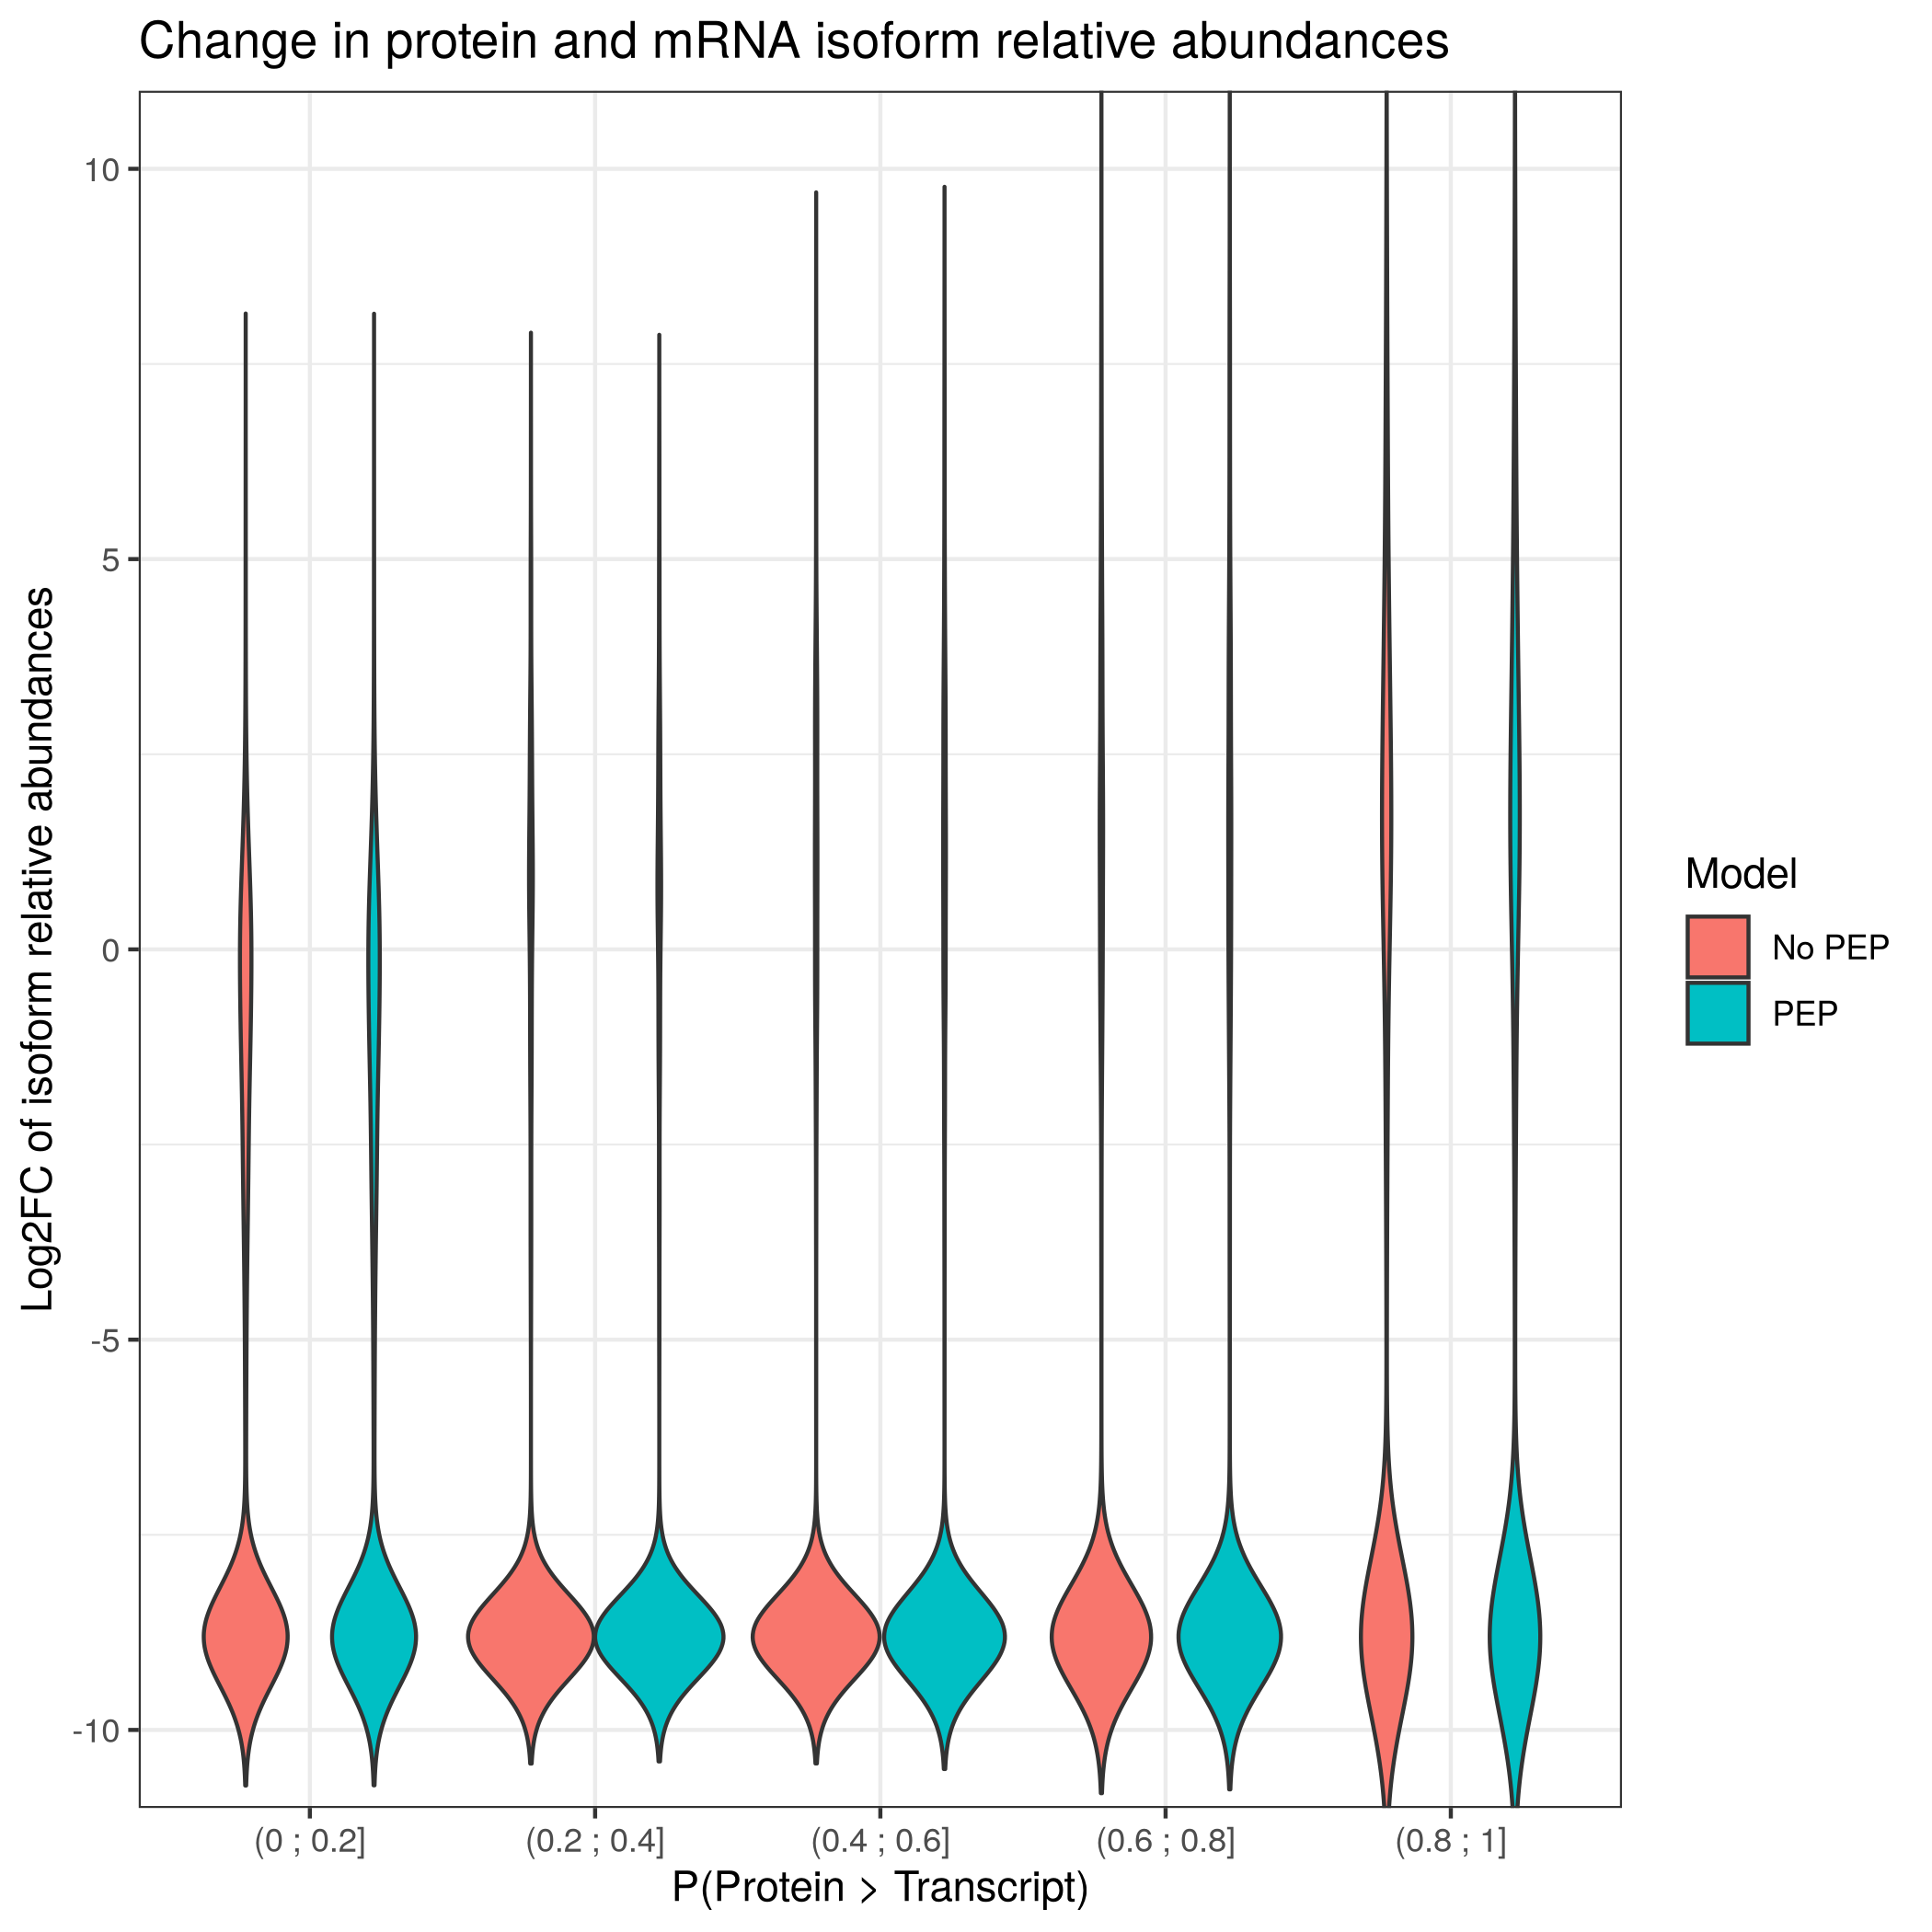 Change in protein and mRNA isoform relative abundances
Log2FC of isoform relative abundances
10
5
0
-5
-10
(0 ; 0.2]
(0.2 ; 0.4]
(0.4 ; 0.6]
(0.6 ; 0.8]
(0.8 ; 1]
P(Protein > Transcript)
Model
No PEP
PEP